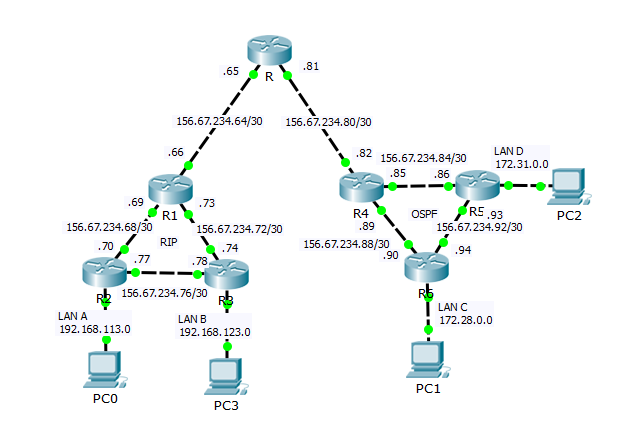 R
.65
.81
156.67.234.64/30
156.67.234.80/30
.66
.82
R1
.69
.73
156.67.234.68/30
156.67.234.72/30
RIP
.70
.74
.77
.78
R2
R3
156.67.234.76/30
LAN A
192.168.113.0
LAN B
192.168.123.0
PC0
PC3
156.67.234.84/30
.85
.86
LAN D
172.31.0.0
PC2
R4
R5
OSPF
.89
.93
156.67.234.88/30
156.67.234.92/30
.90
.94
R6
LAN C
172.28.0.0
PC1